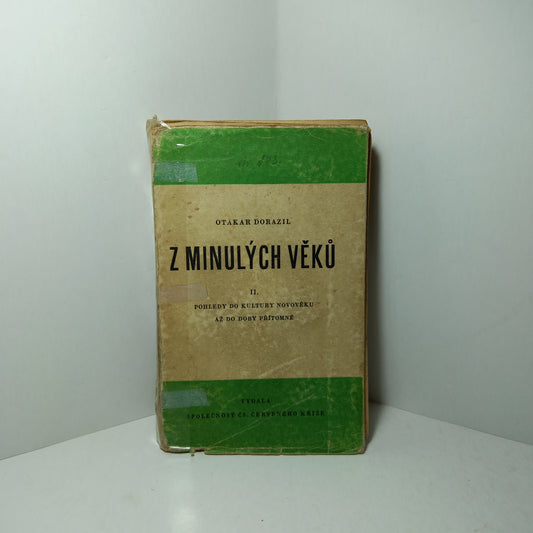 OTAKAR DORAZIL
Z MINULÝCH VĚKŮ
II.
POHLEDY DO KULTURY NOVOVĚKU
AŽ DO DOBY PŘÍTOMNÉ
VYDALA
SPOLEČNOST ČS. ČERVENÉHO KŘÍŽE